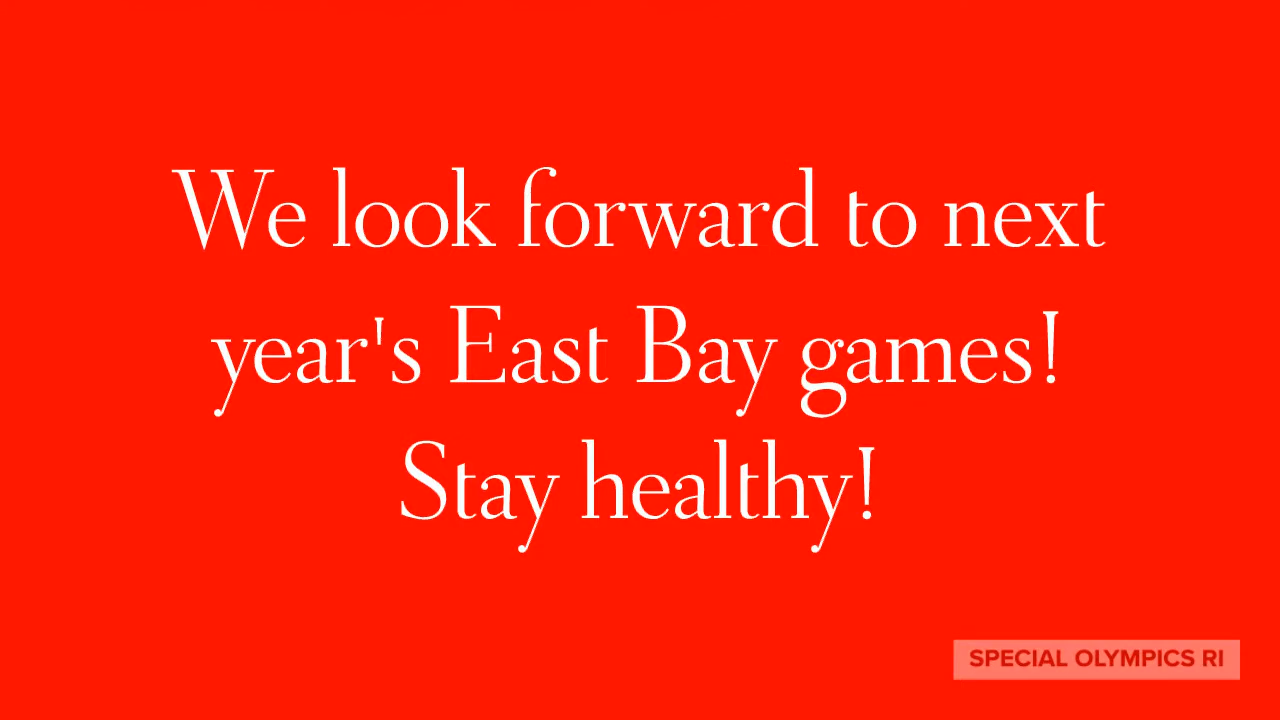 We look forward to next
year's East Bay games!
Stay healthy!
SPECIAL OLYMPICS RI